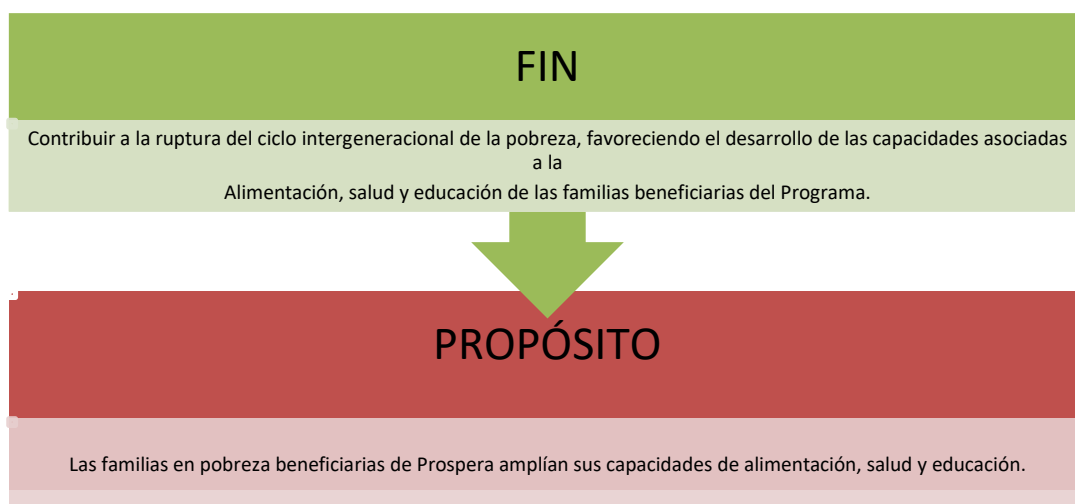 FIN
Contribuir a la ruptura del ciclo intergeneracional de la pobreza, favoreciendo el desarrollo de las capacidades asociadas
a la
Alimentación, salud y educación de las familias beneficiarias del Programa.
PROPÓSITO
Las familias en pobreza beneficiarias de Prospera amplían sus capacidades de alimentación, salud y educación.